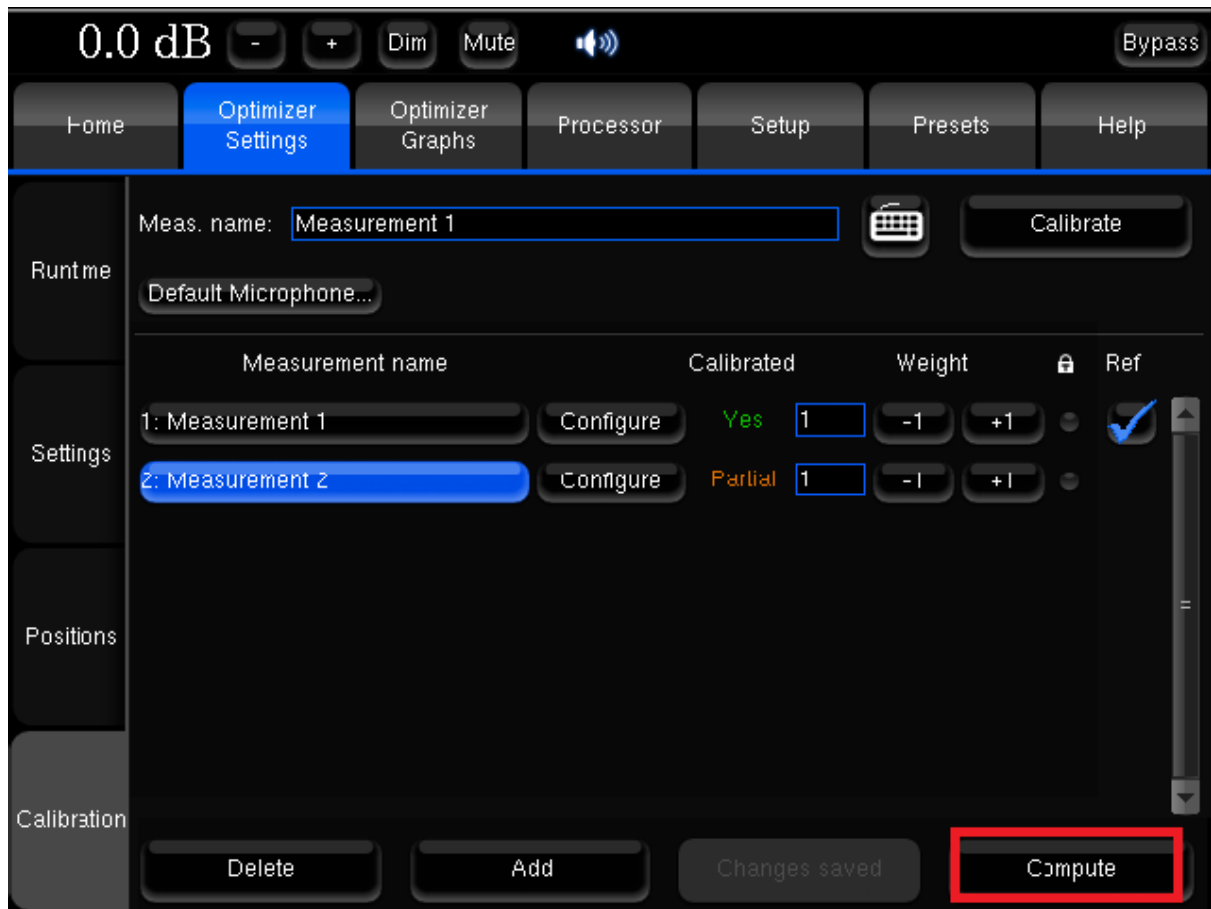 0.0 dB - + Dim Mute Bypass
Home Optimizer Settings Optimizer Graphs Processor Setup Presets Help
Meas. name: Measurement 1 Calibrate
Runtime
Default Microphone...
Measurement name Calibrated Weight Ref
1: Measurement 1 Configure Yes 1 -1 +1
Settings
2: Measurement 2 Configure Partial 1 -1 +1
Positions
Calibration
Delete Add Changes saved Compute